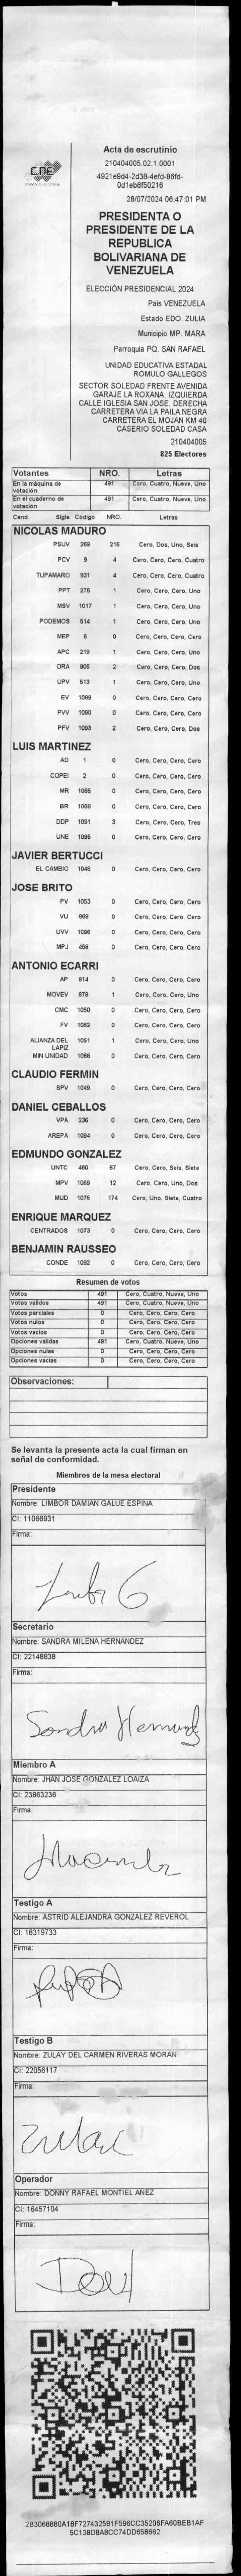 CNE
Acta de escrutinio
210404005.02.1.0001
4921e9d4-2d38-4efd-86fd-
0d1eb6f50216
28/07/2024 06:47:01 PM
PRESIDENTA O
PRESIDENTE DE LA
REPUBLICA
BOLIVARIANA DE
VENEZUELA
ELECCIÓN PRESIDENCIAL 2024
Pais VENEZUELA
Estado EDO. ZULIA
Municipio MP. MARA
Parroquia PQ. SAN RAFAEL
UNIDAD EDUCATIVA ESTADAL
ROMULO GALLEGOS
SECTOR SOLEDAD FRENTE AVENIDA
GARAJE LA ROXANA. IZQUIERDA
CALLE IGLESIA SAN JOSE. DERECHA
CARRETERA VIA LA PAILA NEGRA
CARRETERA EL MOJAN KM 40
CASERIO SOLEDAD CASA
210404005
825 Electores
Votantes NRO. Letras
En la máquina de votación 491 Cero, Cuatro, Nueve, Uno
En el cuaderno de votación 491 Cero, Cuatro, Nueve, Uno
Cand. Sigla Codigo NRO. Letras
NICOLAS MADURO
PSUV 269 216 Cero, Dos, Uno, Seis
PCV 9 4 Cero, Cero, Cero, Cuatro
TUPAMARO 931 4 Cero, Cero, Cero, Cuatro
PPT 276 1 Cero, Cero, Cero, Uno
MSV 1017 1 Cero, Cero, Cero, Uno
PODEMOS 514 1 Cero, Cero, Cero, Uno
MEP 6 0 Cero, Cero, Cero, Cero
APC 219 1 Cero, Cero, Cero, Uno
ORA 906 2 Cero, Cero, Cero, Dos
UPV 513 1 Cero, Cero, Cero, Uno
EV 1089 0 Cero, Cero, Cero, Cero
PVV 1090 0 Cero, Cero, Cero, Cero
PFV 1093 2 Cero, Cero, Cero, Dos
LUIS MARTINEZ
AD 1 0 Cero, Cero, Cero, Cero
COPEI 2 0 Cero, Cero, Cero, Cero
MR 1065 0 Cero, Cero, Cero, Cero
BR 1066 0 Cero, Cero, Cero, Cero
DDP 1091 3 Cero, Cero, Cero, Tres
UNE 1095 0 Cero, Cero, Cero, Cero
JAVIER BERTUCCI
EL CAMBIO 1046 0 Cero, Cero, Cero, Cero
JOSE BRITO
PV 1053 0 Cero, Cero, Cero, Cero
VU 868 0 Cero, Cero, Cero, Cero
UVV 1096 0 Cero, Cero, Cero, Cero
MPJ 458 0 Cero, Cero, Cero, Cero
ANTONIO ECARRI
AP 914 0 Cero, Cero, Cero, Cero
MOVEV 876 1 Cero, Cero, Cero, Uno
CMC 1050 0 Cero, Cero, Cero, Cero
FV 1062 0 Cero, Cero, Cero, Cero
ALIANZA DEL LAPIZ 1051 1 Cero, Cero, Cero, Uno
MIN UNIDAD 1088 0 Cero, Cero, Cero, Cero
CLAUDIO FERMIN
SPV 1049 0 Cero, Cero, Cero, Cero
DANIEL CEBALLOS
VPA 236 0 Cero, Cero, Cero, Cero
AREPA 1094 0 Cero, Cero, Cero, Cero
EDMUNDO GONZALEZ
UNTC 460 67 Cero, Cero, Seis, Siete
MPV 1069 12 Cero, Cero, Uno, Dos
MUD 1075 174 Cero, Uno, Siete, Cuatro
ENRIQUE MARQUEZ
CENTRADOS 1073 0 Cero, Cero, Cero, Cero
BENJAMIN RAUSSEO
CONDE 1092 0 Cero, Cero, Cero, Cero
Resumen de votos
Votos 491 Cero, Cuatro, Nueve, Uno
Votos validos 491 Cero, Cuatro, Nueve, Uno
Votos parciales 0 Cero, Cero, Cero, Cero
Votos nulos 0 Cero, Cero, Cero, Cero
Votos vacios 0 Cero, Cero, Cero, Cero
Opciones validas 491 Cero, Cuatro, Nueve, Uno
Opciones nulas 0 Cero, Cero, Cero, Cero
Opciones vacias 0 Cero, Cero, Cero, Cero
Observaciones:
Se levanta la presente acta la cual firman en
señal de conformidad.
Miembros de la mesa electoral
Presidente
Nombre: LIMBOR DAMIAN GALUE ESPINA
CI: 11066931
Firma:
Secretario
Nombre: SANDRA MILENA HERNANDEZ
CI: 22148838
Firma:
Sandra Hernandez
Miembro A
Nombre: JHAN JOSE GONZALEZ LOAIZA
CI: 23863236
Firma:
Testigo A
Nombre: ASTRID ALEJANDRA GONZALEZ REVEROL
CI: 18319733
Firma:
Testigo B
Nombre: ZULAY DEL CARMEN RIVERAS MORAN
CI: 22056117
Firma:
Operador
Nombre: DONNY RAFAEL MONTIEL AÑEZ
CI: 16457104
Firma:
2B3068880A1BF727432581F596CC35206FA60BEB1AF
5C138D8A8CC74DD658662